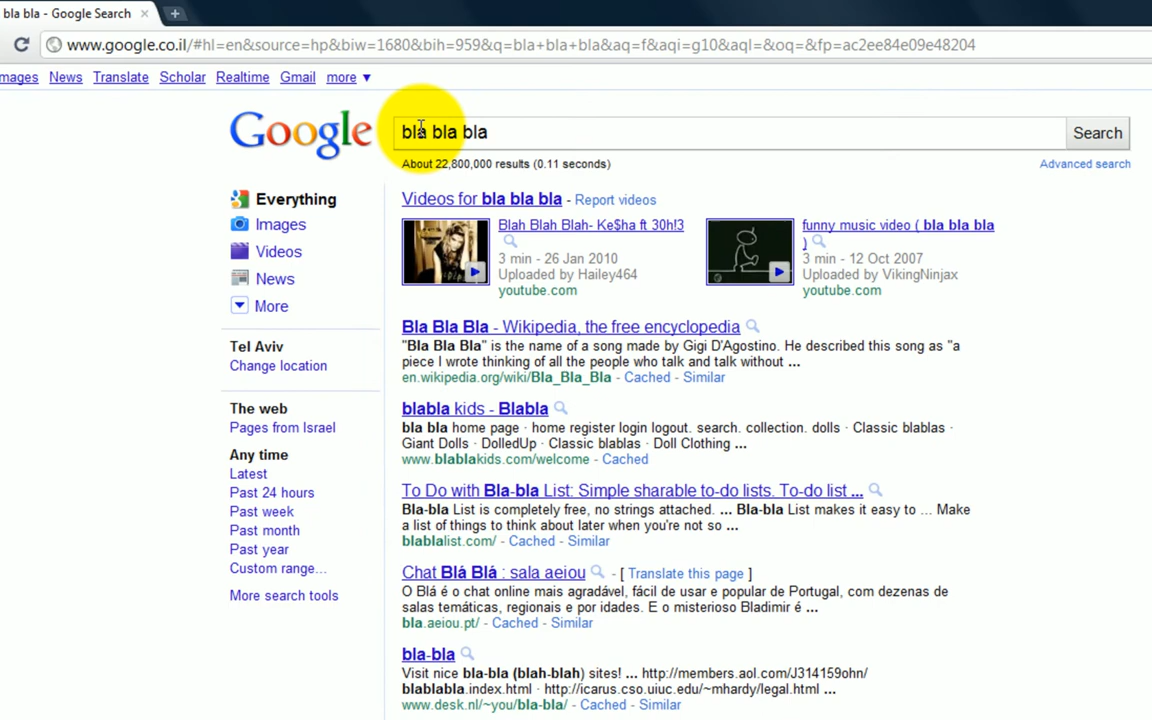 bla bla - Google Search
www.google.co.il/#hl=en&source=hp&biw=1680&bih=959&q=bla+bla+bla&aq=f&aqi=g10&aql=&oq=&fp=ac2ee84e09e48204
mages News Translate Scholar Realtime Gmail more ▼
Google
bla bla bla
Search
About 22,800,000 results (0.11 seconds)
Advanced search
Everything
Images
Videos
News
More
Tel Aviv
Change location
The web
Pages from Israel
Any time
Latest
Past 24 hours
Past week
Past month
Past year
Custom range...
More search tools
Videos for bla bla bla - Report videos
Blah Blah Blah- Ke$ha ft 30h!3
3 min - 26 Jan 2010
Uploaded by Hailey464
youtube.com
funny music video ( bla bla bla
)
3 min - 12 Oct 2007
Uploaded by VikingNinjax
youtube.com
Bla Bla Bla - Wikipedia, the free encyclopedia
"Bla Bla Bla" is the name of a song made by Gigi D'Agostino. He described this song as "a
piece I wrote thinking of all the people who talk and talk without ...
en.wikipedia.org/wiki/Bla_Bla_Bla - Cached - Similar
blabla kids - Blabla
bla bla home page · home register login logout. search. collection. dolls · Classic blablas ·
Giant Dolls · DolledUp · Classic blablas · Doll Clothing ...
www.blablakids.com/welcome - Cached
To Do with Bla-bla List: Simple sharable to-do lists. To-do list ...
Bla-bla List is completely free, no strings attached. ... Bla-bla List makes it easy to ... Make
a list of things to think about later when you're not so ...
blablalist.com/ - Cached - Similar
Chat Blá Blá : sala aeiou - [ Translate this page ]
O Blá é o chat online mais agradável, fácil de usar e popular de Portugal, com dezenas de
salas temáticas, regionais e por idades. E o misterioso Bladimir é ...
bla.aeiou.pt/ - Cached - Similar
bla-bla
Visit nice bla-bla (blah-blah) sites! ... http://members.aol.com/J314159ohn/
blablabla.index.html · http://icarus.cso.uiuc.edu/~mhardy/legal.html ...
www.desk.nl/~you/bla-bla/ - Cached - Similar